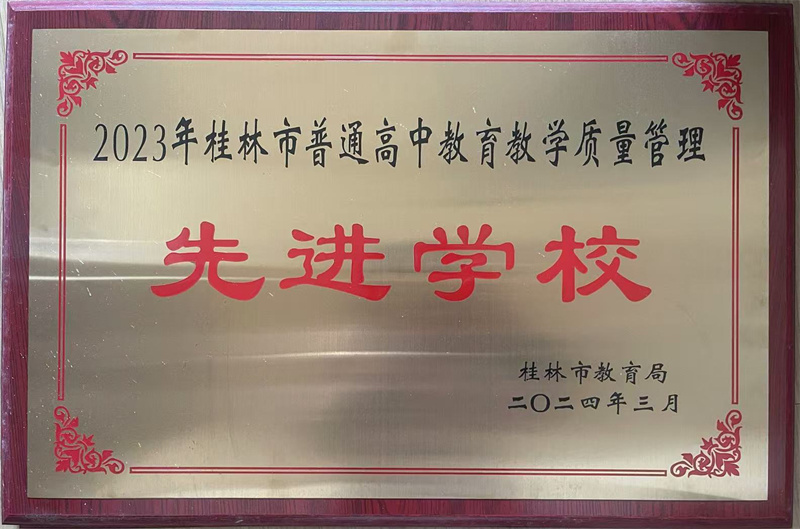 2023年桂林市普通高中教育教学质量管理
先进学校
桂林市教育局
二〇二四年三月